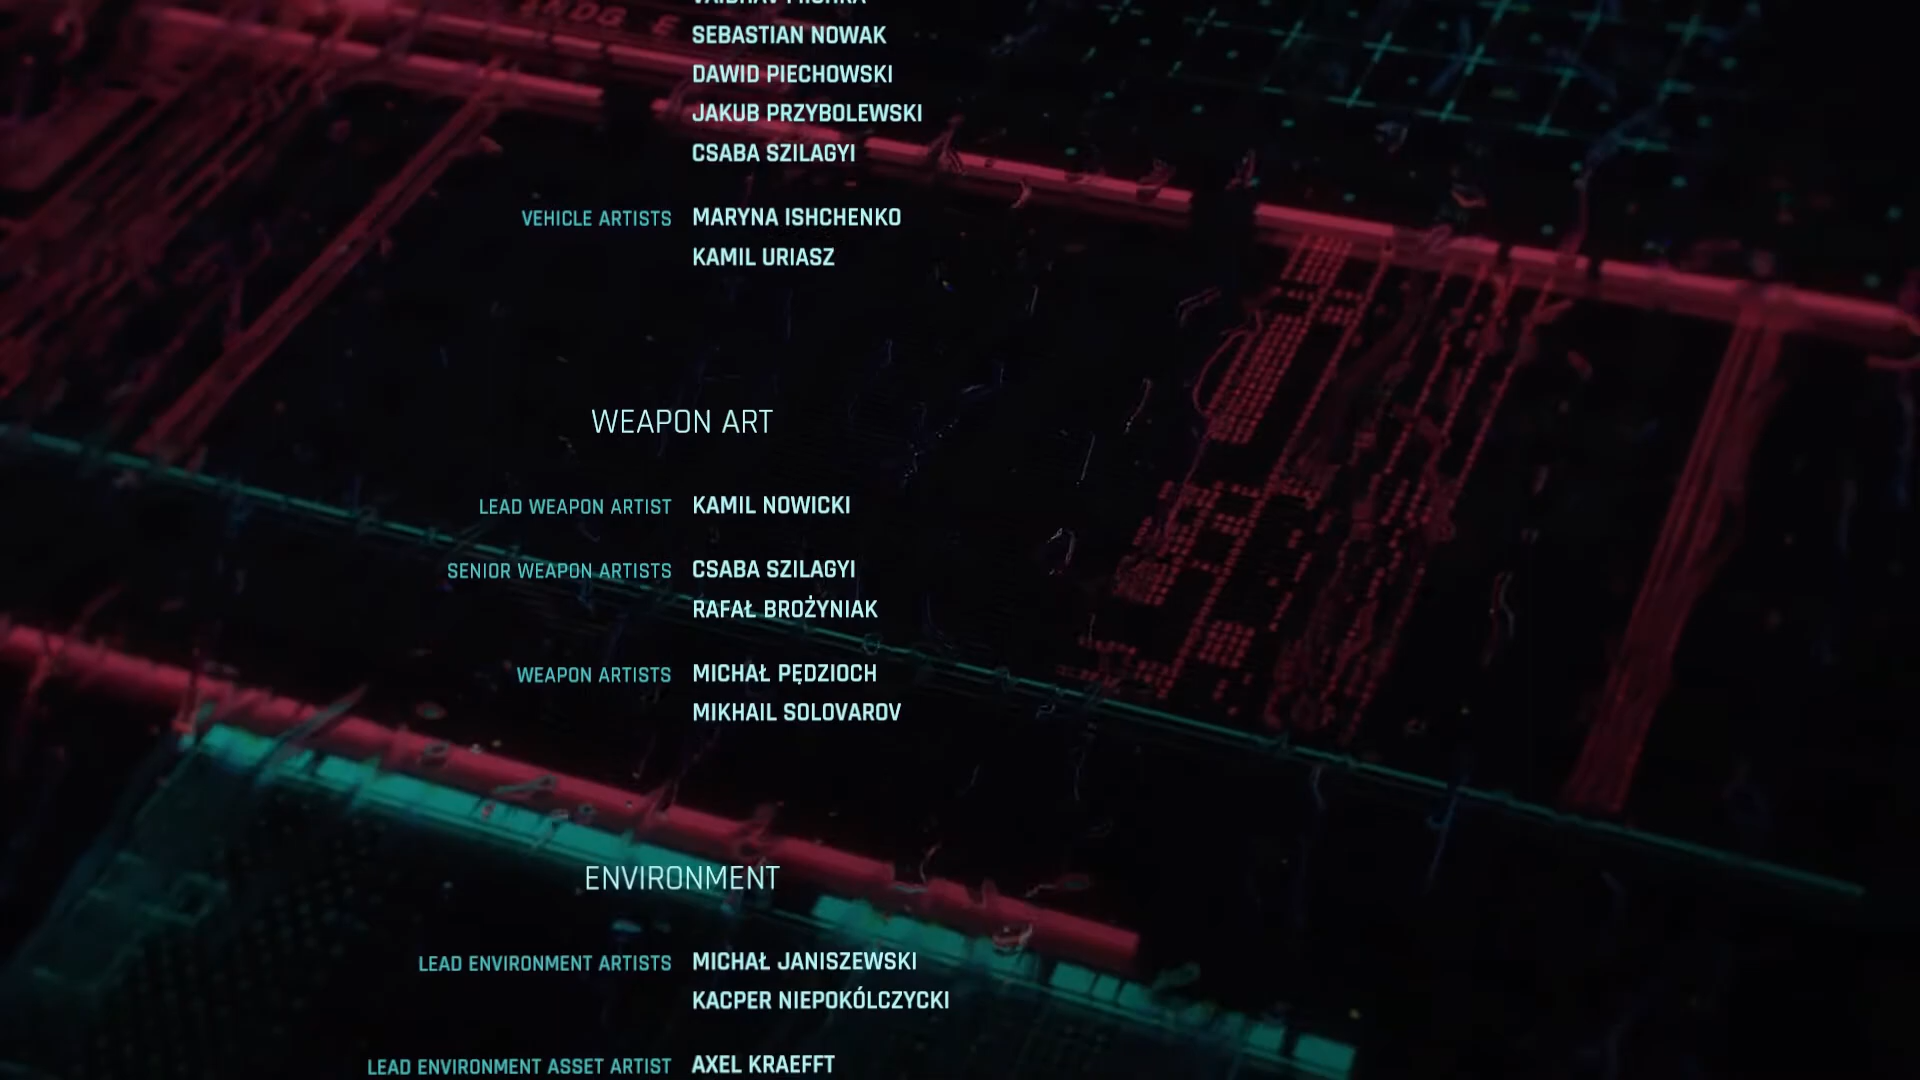 SEBASTIAN NOWAK
DAWID PIECHOWSKI
JAKUB PRZYBOLEWSKI
CSABA SZILAGYI
VEHICLE ARTISTS MARYNA ISHCHENKO
KAMIL URIASZ
WEAPON ART
LEAD WEAPON ARTIST KAMIL NOWICKI
SENIOR WEAPON ARTISTS CSABA SZILAGYI
RAFAŁ BROŻYNIAK
WEAPON ARTISTS MICHAŁ PĘDZIOCH
MIKHAIL SOLOVAROV
ENVIRONMENT
LEAD ENVIRONMENT ARTISTS MICHAŁ JANISZEWSKI
KACPER NIEPOKÓLCZYCKI
LEAD ENVIRONMENT ASSET ARTIST AXEL KRAEFFT